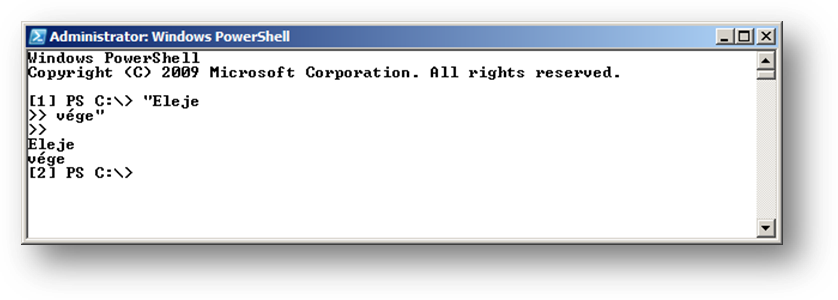 Administrator: Windows PowerShell
Windows PowerShell
Copyright (C) 2009 Microsoft Corporation. All rights reserved.
[1] PS C:\> "Eleje
>> vége"
>>
Eleje
vége
[2] PS C:\>